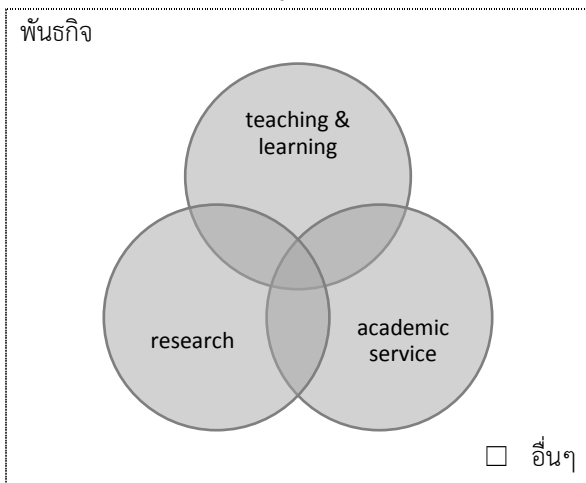 พันธกิจ
teaching &
learning
research
academic
service
☐ อื่นๆ